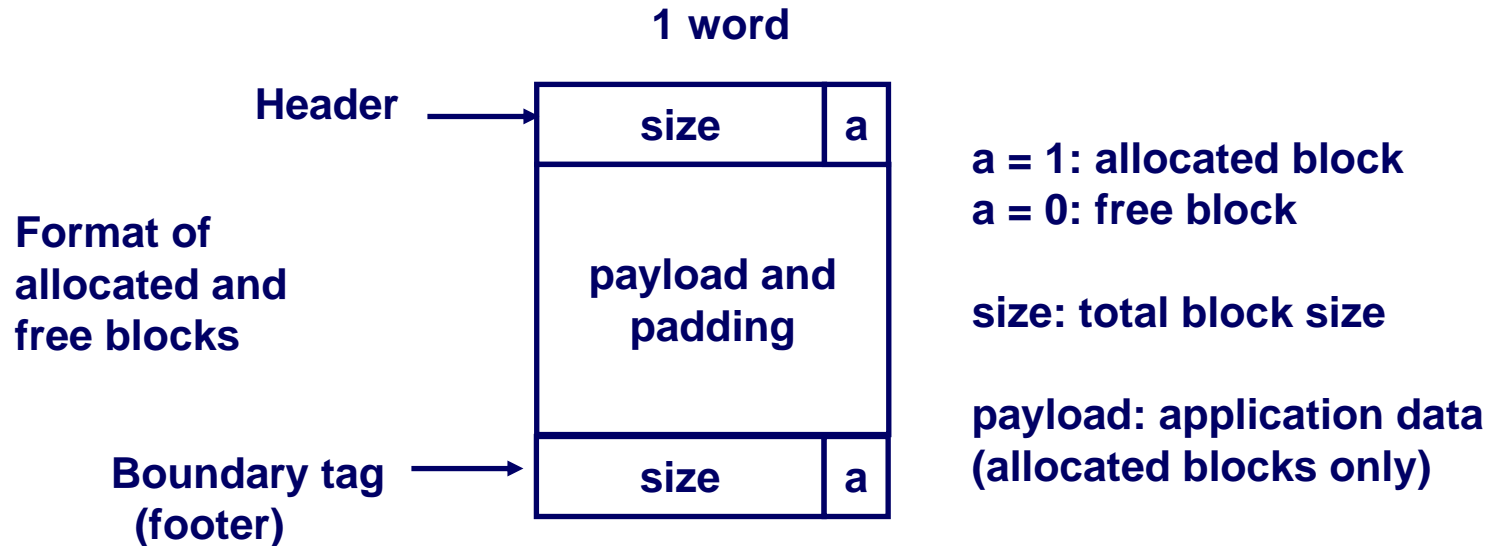 1 word
Header
size a
a = 1: allocated block
a = 0: free block
Format of
allocated and
free blocks
payload and
padding
size: total block size
payload: application data
(allocated blocks only)
Boundary tag
(footer)
size a